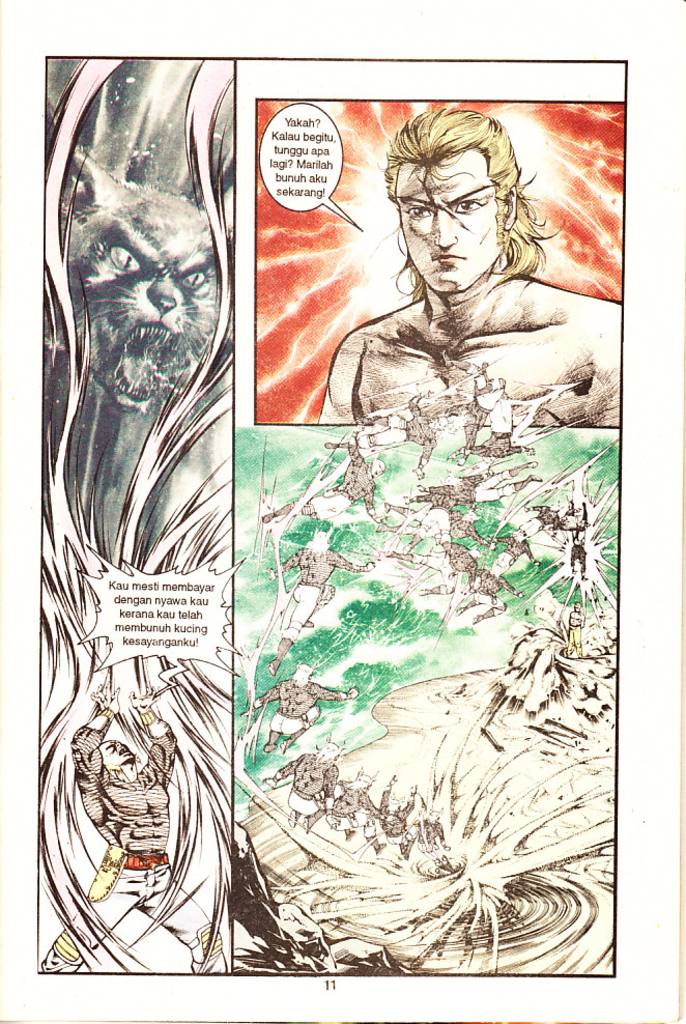 Yakah?
Kalau begitu,
tunggu apa
lagi? Marilah
bunuh aku
sekarang!
Kau mesti membayar
dengan nyawa kau
kerana kau telah
membunuh kucing
kesayanganku!
11